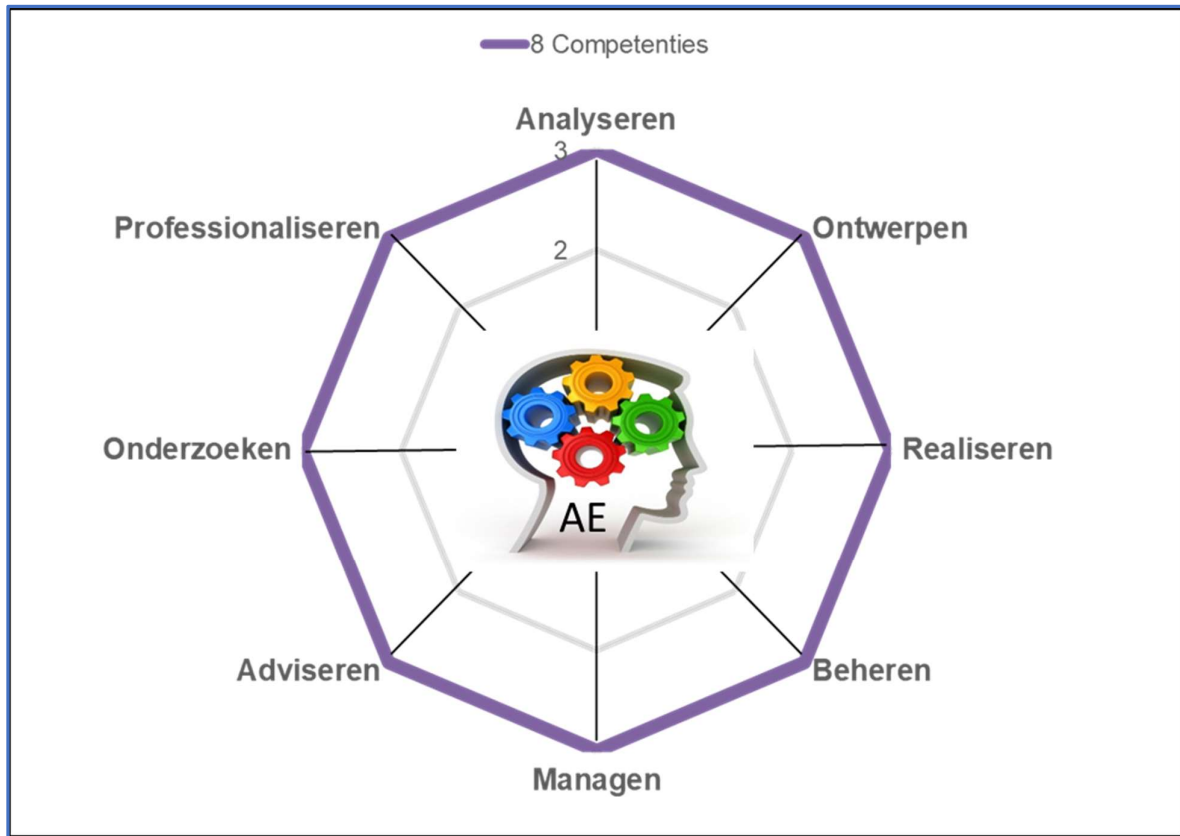 8 Competenties
Analyseren
3
Professionaliseren
Ontwerpen
2
Onderzoeken
Realiseren
AE
Adviseren
Beheren
Managen